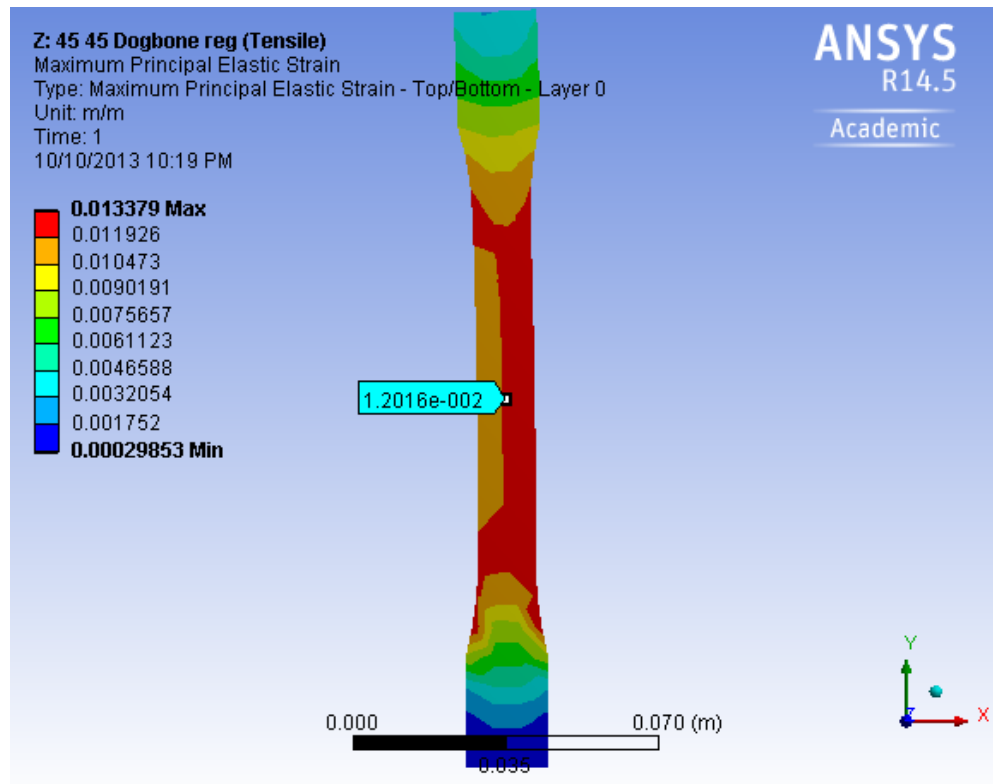 Z: 45 45 Dogbone reg (Tensile)
Maximum Principal Elastic Strain
Type: Maximum Principal Elastic Strain - Top/Bottom - Layer 0
Unit: m/m
Time: 1
10/10/2013 10:19 PM
ANSYS
R14.5
Academic
0.013379 Max
0.011926
0.010473
0.0090191
0.0075657
0.0061123
0.0046588
0.0032054
0.001752
0.00029853 Min
1.2016e-002
0.000
0.070 (m)
0.035
Y
Z
X